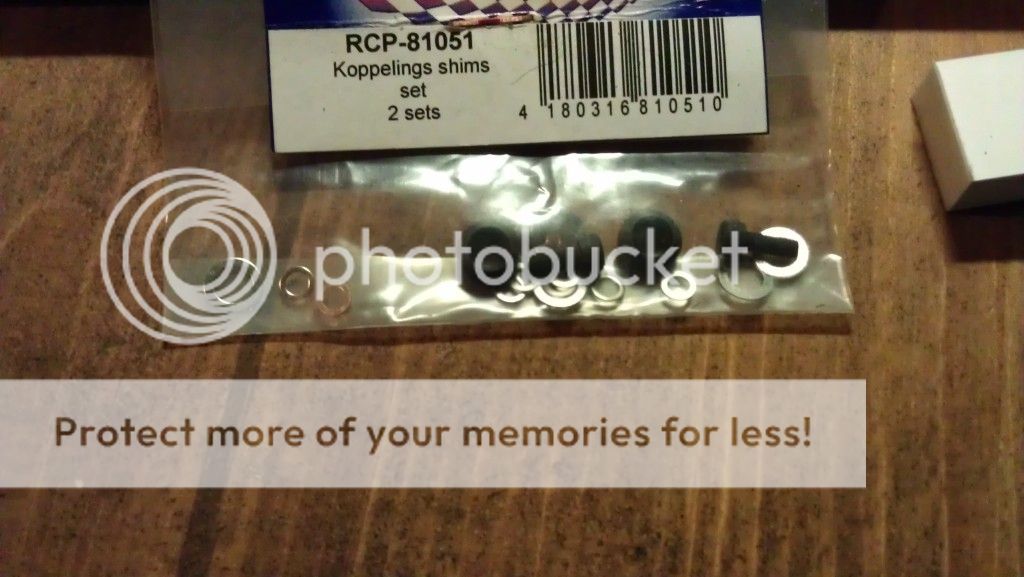 RCP-81051
Koppelings shims
set
2 sets
4 180316 810510
photobucket
Protect more of your memories for less!